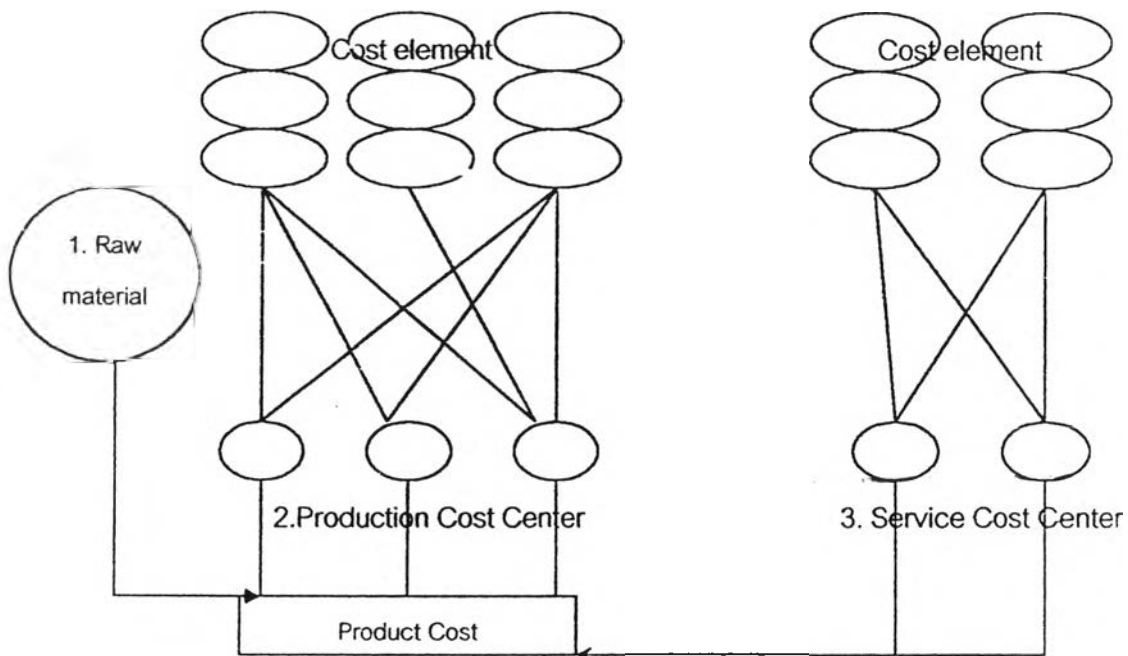 Cost element
Cost element
1. Raw
material
2.Production Cost Center
3. Service Cost Center
Product Cost